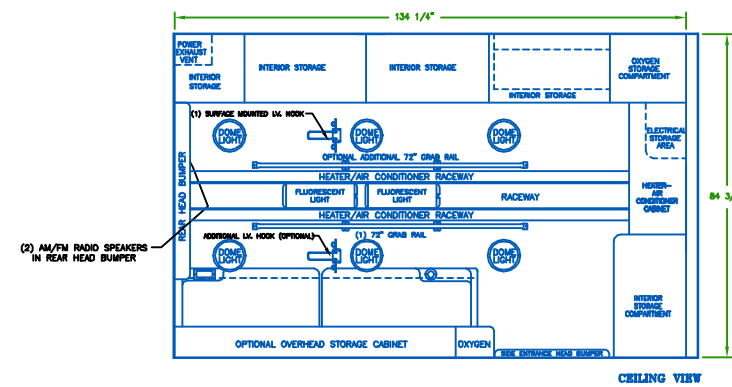 134 1/4"
POWER
EXHAUST
VENT
INTERIOR
STORAGE
INTERIOR STORAGE
INTERIOR STORAGE
INTERIOR STORAGE
OXYGEN
STORAGE
COMPARTMENT
(1) SURFACE MOUNTED I.V. HOOK
DOME
LIGHT
DOME
LIGHT
DOME
LIGHT
ELECTRICAL
STORAGE
AREA
OPTIONAL ADDITIONAL 72" GRAB RAIL
HEATER/AIR CONDITIONER RACEWAY
REAR HEAD BUMPER
FLUORESCENT
LIGHT
FLUORESCENT
LIGHT
RACEWAY
HEATER-
AIR
CONDITIONER
CABINET
84 3/
HEATER/AIR CONDITIONER RACEWAY
ADDITIONAL I.V. HOOK (OPTIONAL)
(1) 72" GRAB RAIL
(2) AM/FM RADIO SPEAKERS
IN REAR HEAD BUMPER
DOME
LIGHT
DOME
LIGHT
DOME
LIGHT
INTERIOR
STORAGE
COMPARTMENT
OPTIONAL OVERHEAD STORAGE CABINET
OXYGEN
SIDE ENTRANCE HEAD BUMPER
CEILING VIEW